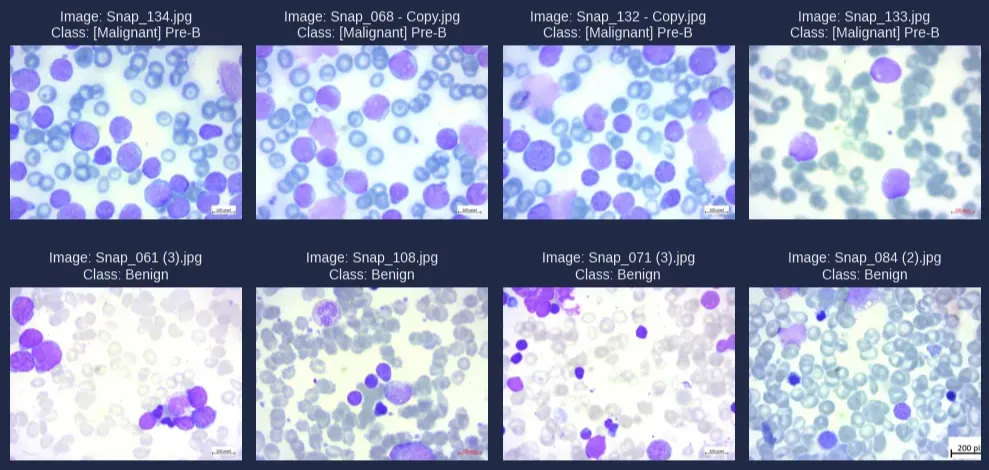 Image: Snap_134.jpg
Class: [Malignant] Pre-B
Image: Snap_068 - Copy.jpg
Class: [Malignant] Pre-B
Image: Snap_132 - Copy.jpg
Class: [Malignant] Pre-B
Image: Snap_133.jpg
Class: [Malignant] Pre-B
Image: Snap_061 (3).jpg
Class: Benign
Image: Snap_108.jpg
Class: Benign
Image: Snap_071 (3).jpg
Class: Benign
Image: Snap_084 (2).jpg
Class: Benign
200 pi